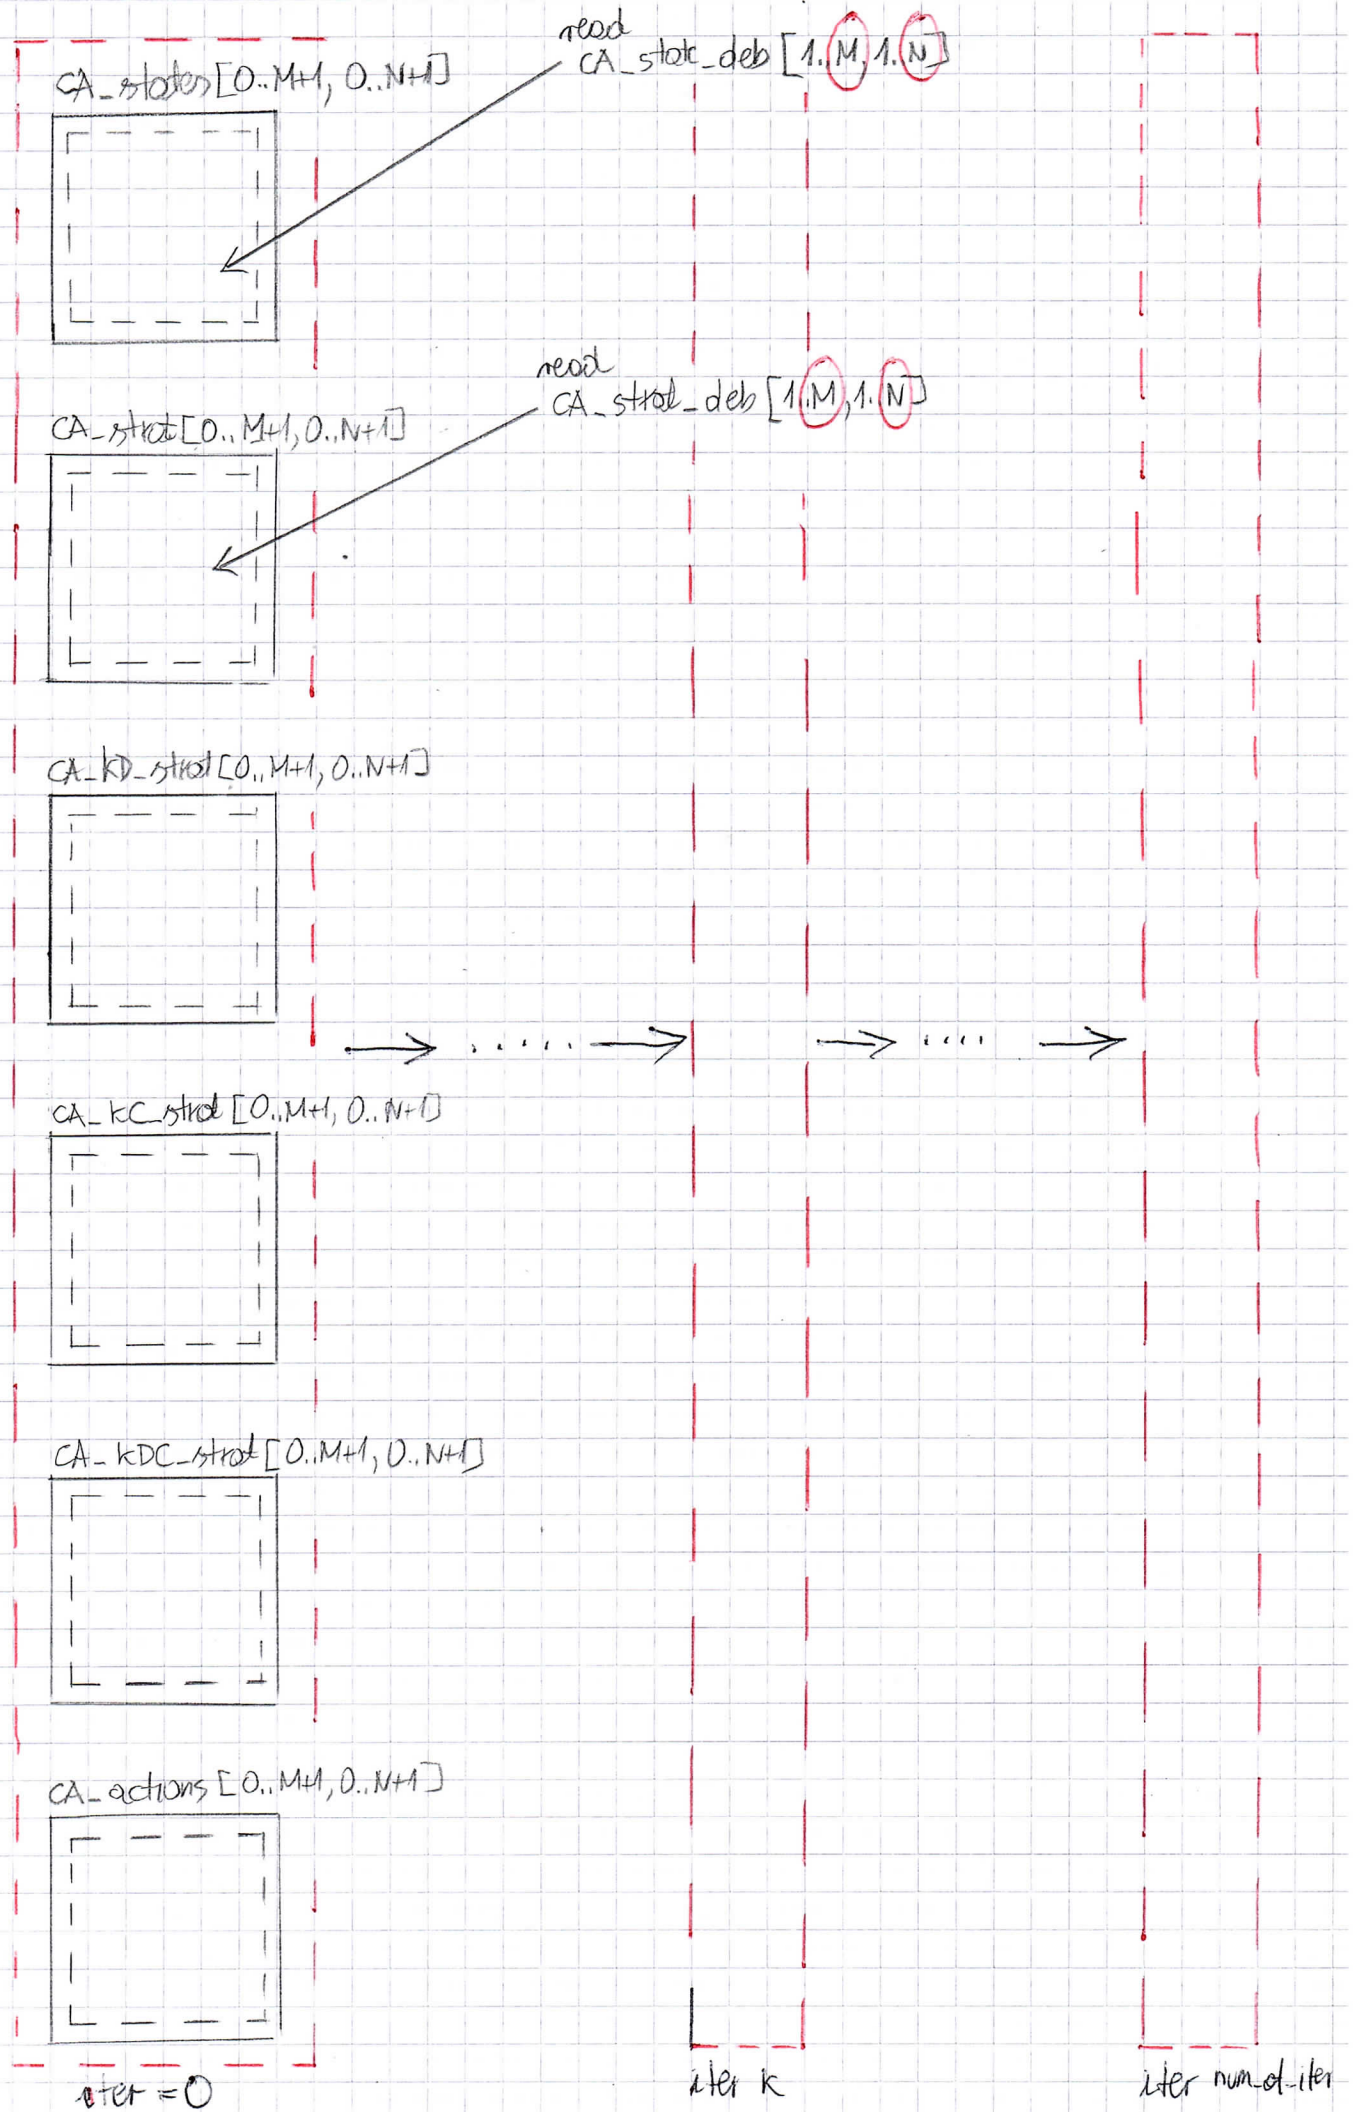 read
CA_state_deb [1..M, 1..N]
CA_states[0..M+1, 0..N+1]
read
CA_strat_deb [1..M, 1..N]
CA_strat[0..M+1, 0..N+1]
CA_kD_strat[0..M+1, 0..N+1]
CA_kC_strat [0..M+1, 0..N+1]
CA_kDC_strat[0..M+1, 0..N+1]
CA_actions [0..M+1, 0..N+1]
iter = 0
iter k
iter num_of_iter